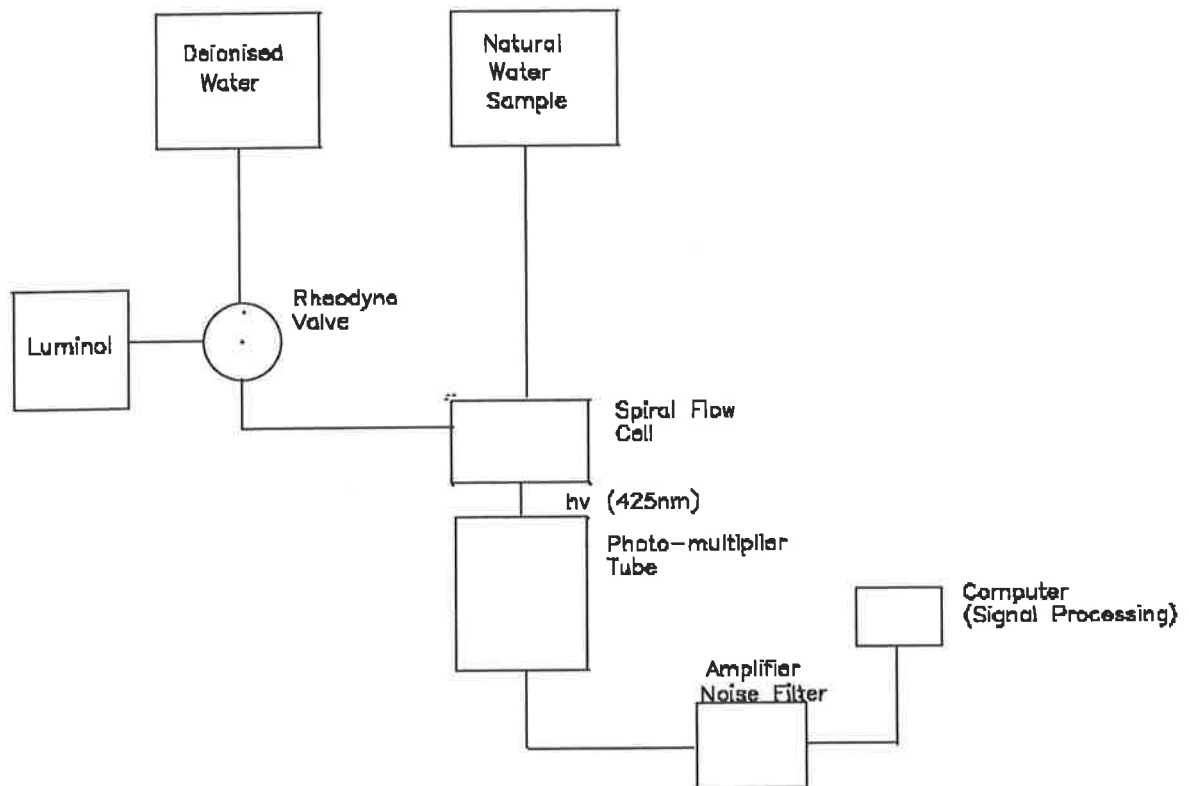 Deionised
Water
Natural
Water
Sample
Rheodyne
Valve
Luminol
Spiral Flow
Cell
hv (425nm)
Photo-multiplier
Tube
Computer
(Signal Processing)
Amplifier
Noise Filter